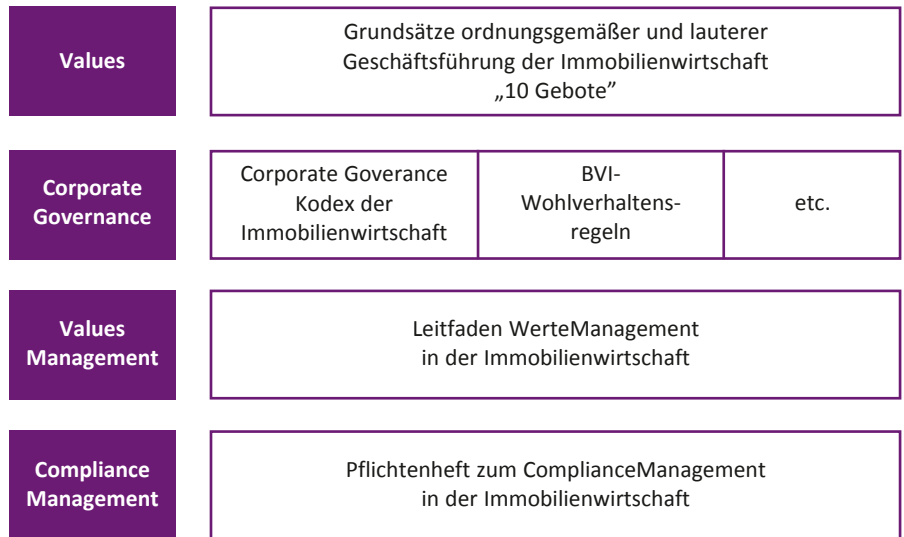 Values
Grundsätze ordnungsgemäßer und lauterer
Geschäftsführung der Immobilienwirtschaft
„10 Gebote”
Corporate
Governance
Corporate Goverance
Kodex der
Immobilienwirtschaft
BVI-
Wohlverhaltens-
regeln
etc.
Values
Management
Leitfaden WerteManagement
in der Immobilienwirtschaft
Compliance
Management
Pflichtenheft zum ComplianceManagement
in der Immobilienwirtschaft